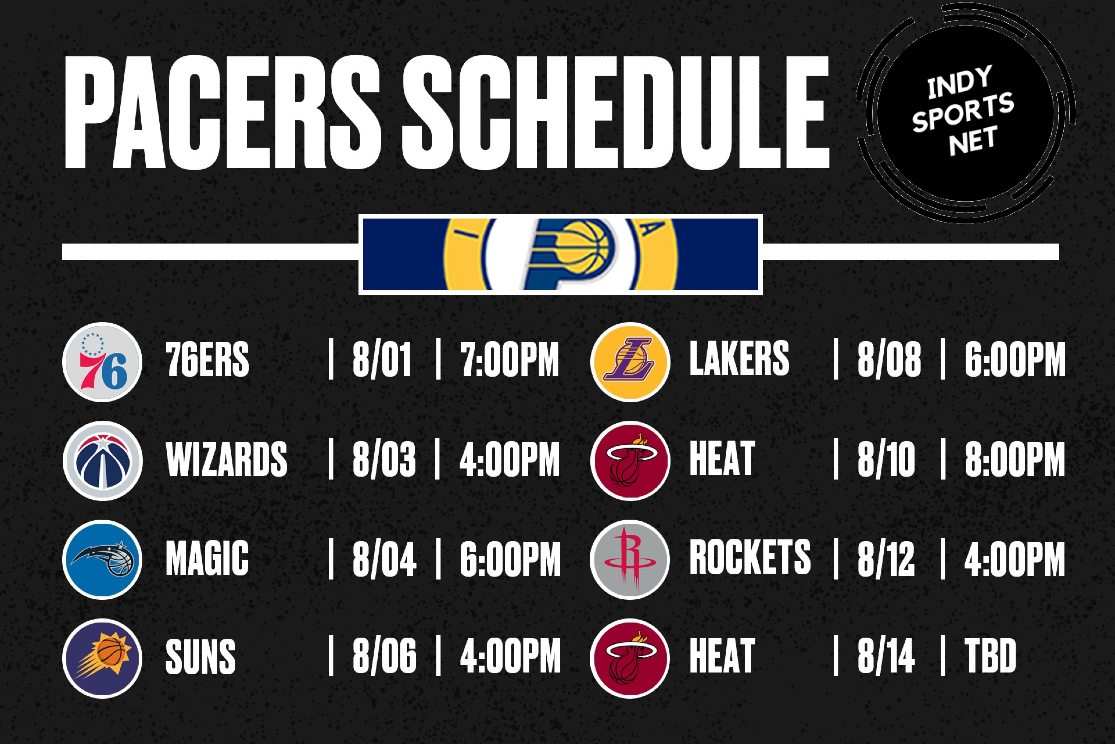 PACERS SCHEDULE
INDY
SPORTS
NET
I A
76 76ERS | 8/01 | 7:00PM
WIZARDS | 8/03 | 4:00PM
MAGIC | 8/04 | 6:00PM
SUNS | 8/06 | 4:00PM
L LAKERS | 8/08 | 6:00PM
HEAT | 8/10 | 8:00PM
R ROCKETS | 8/12 | 4:00PM
HEAT | 8/14 | TBD